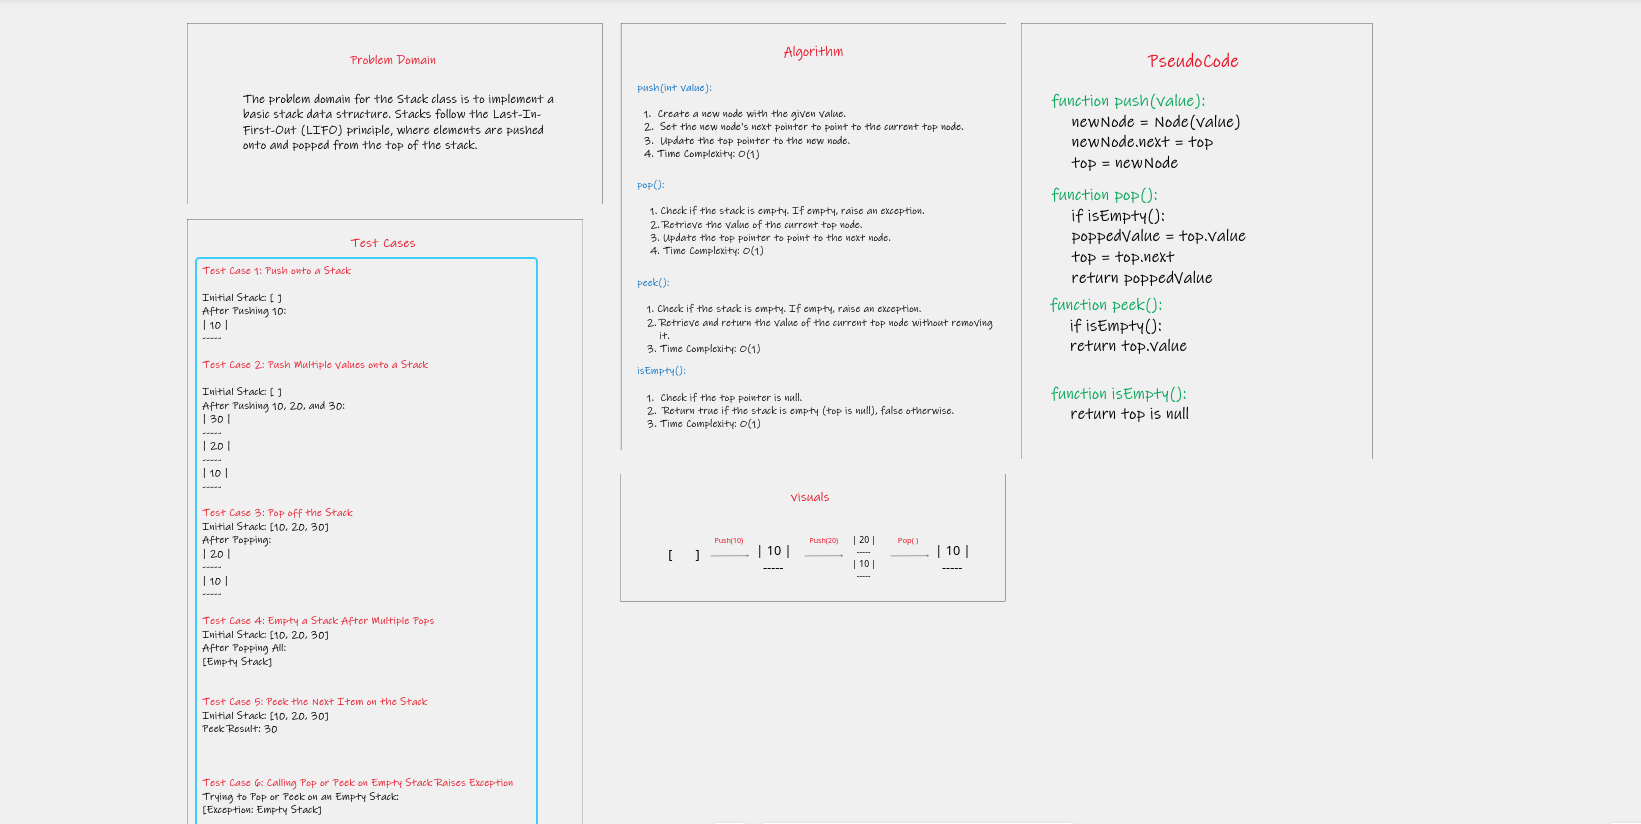 Problem Domain
The problem domain for the Stack class is to implement a
basic stack data structure. Stacks follow the Last-In-
First-Out (LIFO) principle, where elements are pushed
onto and popped from the top of the stack.
Test Cases
Test Case 1: Push onto a Stack
Initial Stack: [ ]
After Pushing 10:
| 10 |
-----
Test Case 2: Push Multiple Values onto a Stack
Initial Stack: [ ]
After Pushing 10, 20, and 30:
| 30 |
-----
| 20 |
-----
| 10 |
-----
Test Case 3: Pop off the Stack
Initial Stack: [10, 20, 30]
After Popping:
| 20 |
-----
| 10 |
-----
Test Case 4: Empty a Stack After Multiple Pops
Initial Stack: [10, 20, 30]
After Popping All:
[Empty Stack]
Test Case 5: Peek the Next Item on the Stack
Initial Stack: [10, 20, 30]
Peek Result: 30
Test Case 6: Calling Pop or Peek on Empty Stack Raises Exception
Trying to Pop or Peek on an Empty Stack:
[Exception: Empty Stack]
Algorithm
push(int value):
1. Create a new node with the given value.
2. Set the new node's next pointer to point to the current top node.
3. Update the top pointer to the new node.
4. Time Complexity: O(1)
pop():
1. Check if the stack is empty. If empty, raise an exception.
2. Retrieve the value of the current top node.
3. Update the top pointer to point to the next node.
4. Time Complexity: O(1)
peek():
1. Check if the stack is empty. If empty, raise an exception.
2. Retrieve and return the value of the current top node without removing
it.
3. Time Complexity: O(1)
isEmpty():
1. Check if the top pointer is null.
2. Return true if the stack is empty (top is null), false otherwise.
3. Time Complexity: O(1)
visuals
[ ]
Push(10)
| 10 |
-----
Push(20)
| 20 |
-----
| 10 |
-----
Pop( )
| 10 |
-----
PseudoCode
function push(value):
newNode = Node(value)
newNode.next = top
top = newNode
function pop():
if isEmpty():
poppedValue = top.value
top = top.next
return poppedValue
function peek():
if isEmpty():
return top.value
function isEmpty():
return top is null